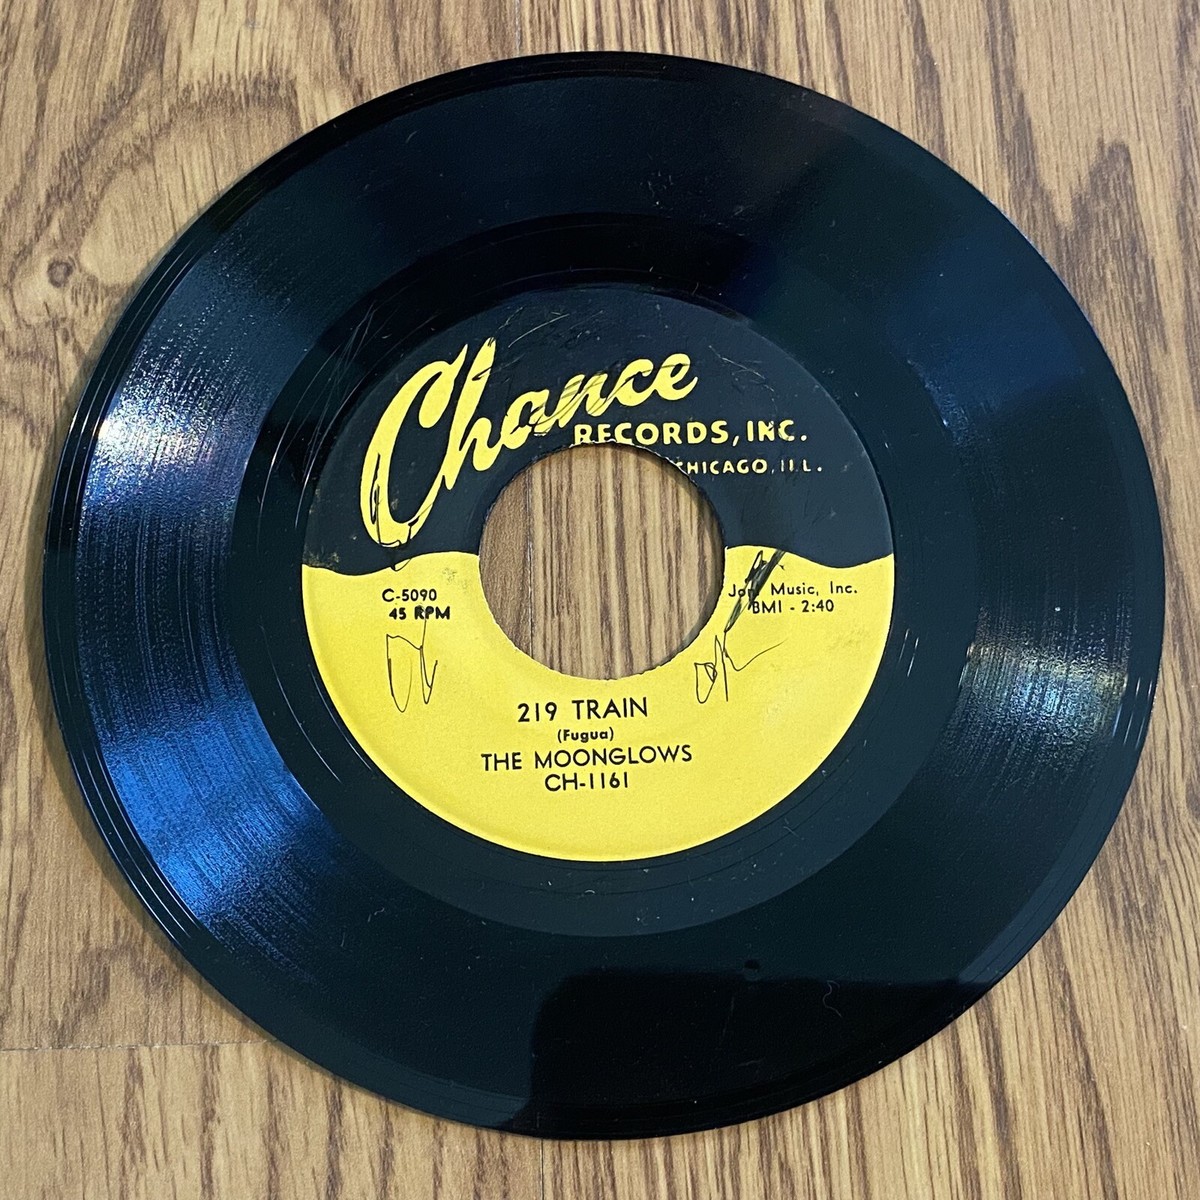 Chance
RECORDS, INC.
CHICAGO, ILL.
C-5090
45 RPM
Music, Inc.
BMI - 2:40
219 TRAIN
(Fugua)
THE MOONGLOWS
CH-1161